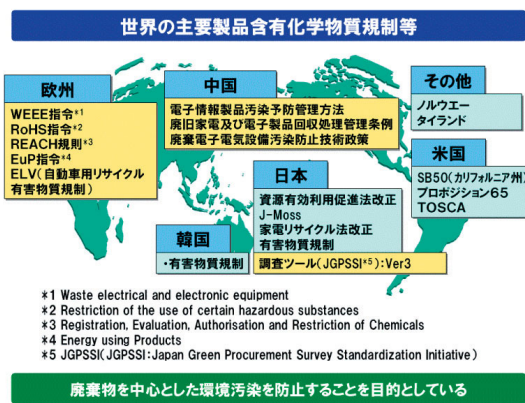 世界の主要製品含有化学物質規制等
欧州
WEEE指令*1
RoHS指令*2
REACH規則*3
EuP指令*4
ELV(自動車用リサイクル
有害物質規制)
中国
電子情報製品汚染予防管理方法
廃旧家電及び電子製品回収処理管理条例
廃棄電子電気設備汚染防止技術政策
その他
ノルウエー
タイランド
米国
SB50(カリフォルニア州)
プロポジション65
TOSCA
日本
資源有効利用促進法改正
J-Moss
家電リサイクル法改正
有害物質規制
調査ツール(JGPSSI*5):Ver3
韓国
・有害物質規制
*1 Waste electrical and electronic equipment
*2 Restriction of the use of certain hazardous substances
*3 Registration, Evaluation, Authorisation and Restriction of Chemicals
*4 Energy using Products
*5 JGPSSI(JGPSSI:Japan Green Procurement Survey Standardization Initiative)
廃棄物を中心とした環境汚染を防止することを目的としている